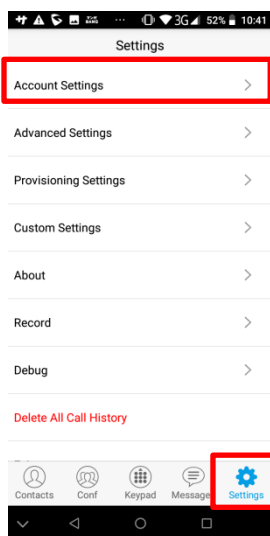 3G 52% 10:41
Settings
Account Settings
Advanced Settings
Provisioning Settings
Custom Settings
About
Record
Debug
Delete All Call History
Contacts Conf Keypad Message Settings